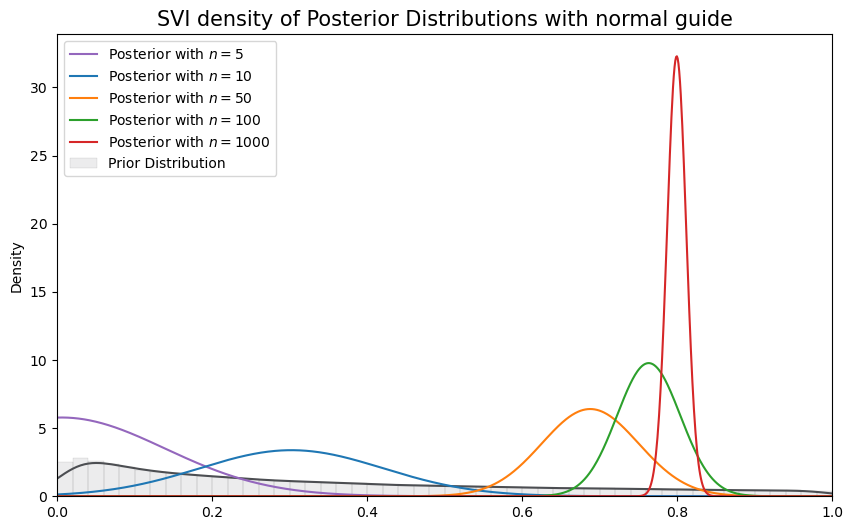 SVI density of Posterior Distributions with normal guide
Posterior with n = 5
Posterior with n = 10
Posterior with n = 50
Posterior with n = 100
Posterior with n = 1000
Prior Distribution
Density
30
25
20
15
10
5
0
0.0 0.2 0.4 0.6 0.8 1.0